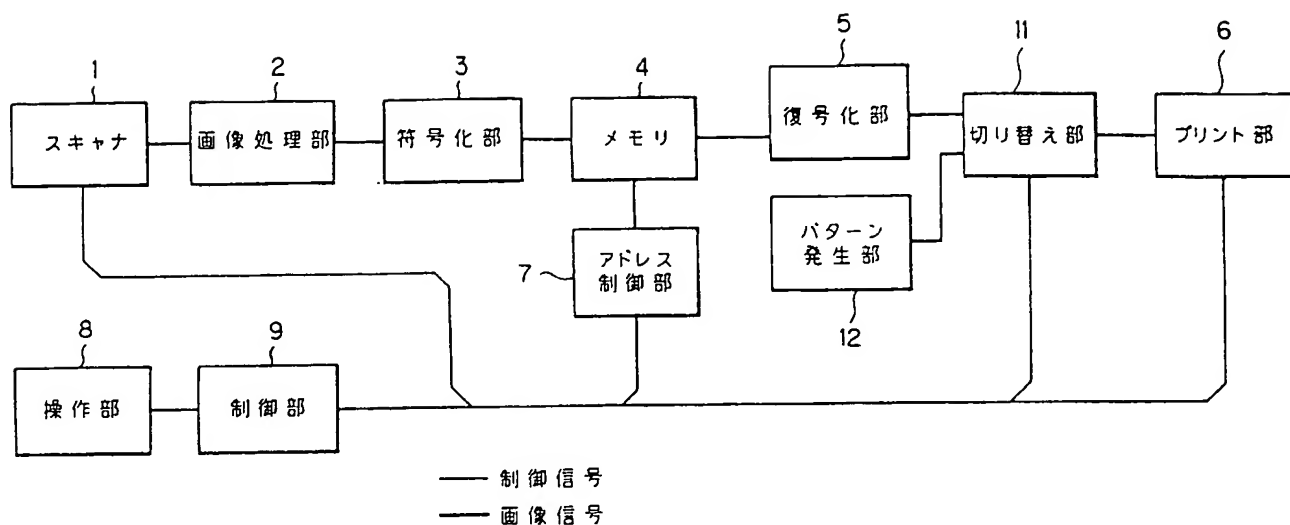 1
2
3
4
5
11
6
スキャナ
画像処理部
符号化部
メモリ
復号化部
切り替え部
プリント部
7
アドレス
制御部
パターン
発生部
12
8
9
操作部
制御部
制御信号
画像信号